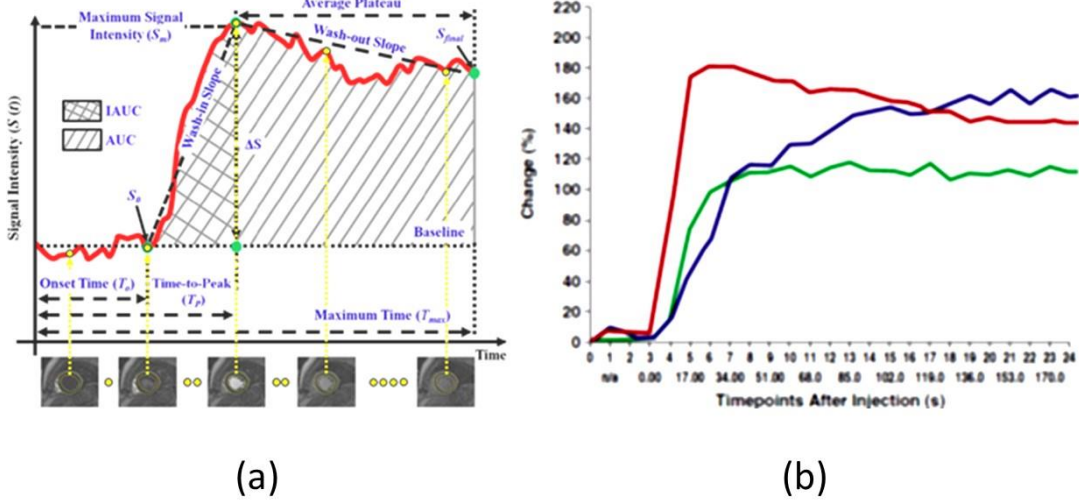 Average Plateau
Maximum Signal
Intensity (Sm)
Wash-out Slope
Sfinal
Wash-in Slope
IAUC
AUC
ΔS
Signal Intensity (S (t))
So
Baseline
Onset Time (To)
Time-to-Peak
(TP)
Maximum Time (Tmax)
Time
(a)
220
200
180
160
140
120
100
80
60
40
20
0
Change (%)
0 1 2 3 4 5 6 7 8 9 10 11 12 13 14 15 16 17 18 19 20 21 22 23 24
n/a 0.00 17.00 34.00 51.00 68.0 85.0 102.0 119.0 136.0 153.0 170.0
Timepoints After Injection (s)
(b)